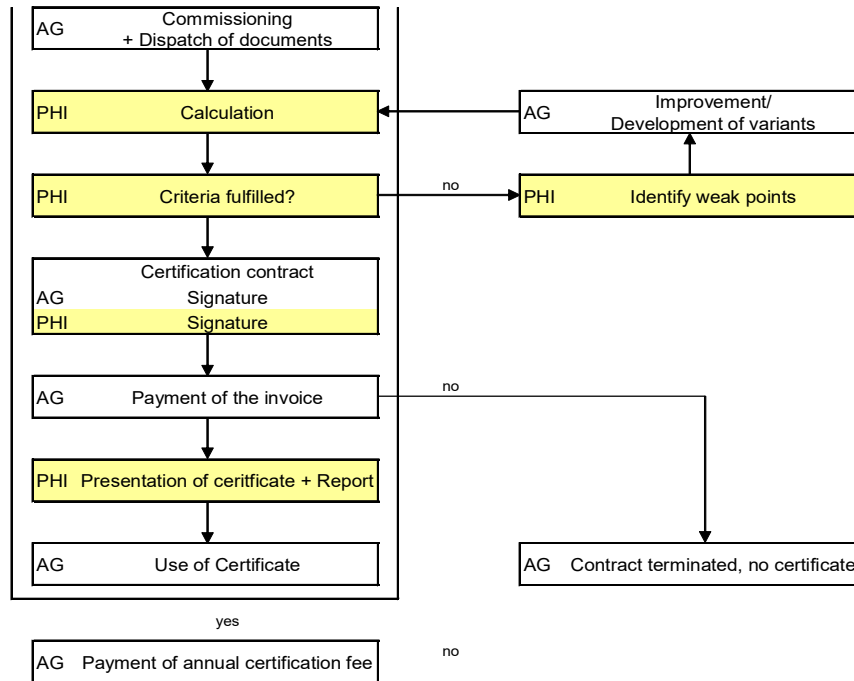 Commissioning
AG + Dispatch of documents
PHI Calculation
AG Improvement/
Development of variants
PHI Criteria fulfilled?
no
PHI Identify weak points
Certification contract
AG Signature
PHI Signature
AG Payment of the invoice
no
PHI Presentation of ceritficate + Report
AG Use of Certificate
AG Contract terminated, no certificate
yes
AG Payment of annual certification fee
no